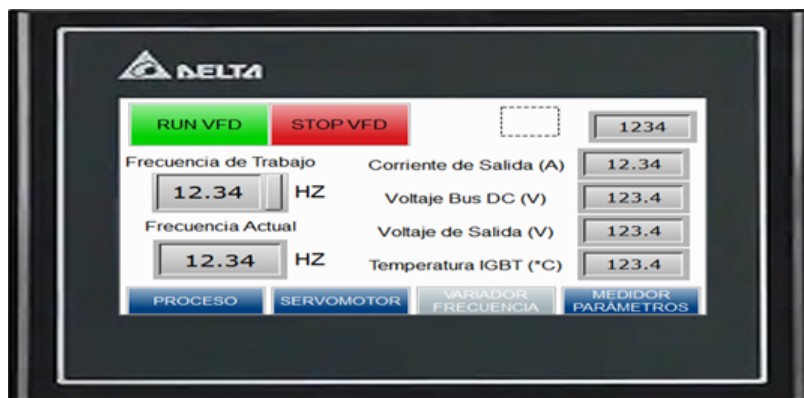 DELTA
RUN VFD STOP VFD 1234
Frecuencia de Trabajo Corriente de Salida (A) 12.34
12.34 HZ Voltaje Bus DC (V) 123.4
Frecuencia Actual Voltaje de Salida (V) 123.4
12.34 HZ Temperatura IGBT (*C) 123.4
PROCESO SERVOMOTOR VARIADOR FRECUENCIA MEDIDOR PARÁMETROS